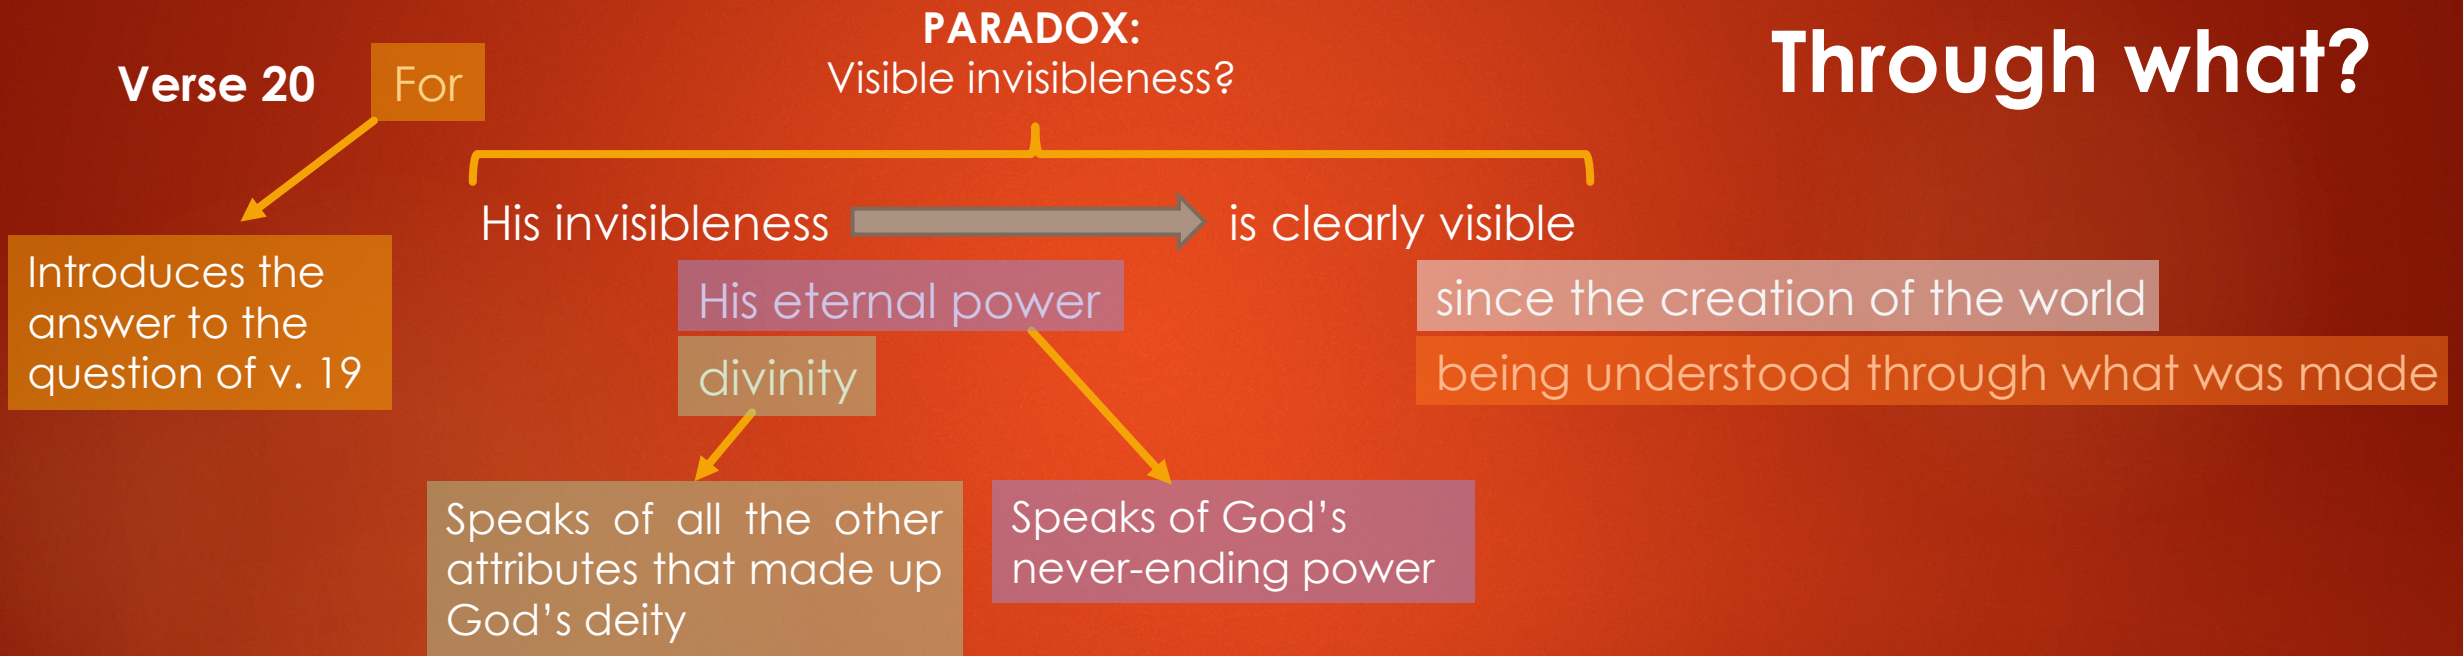 PARADOX:
Visible invisibleness?
Through what?
Verse 20
For
His invisibleness
is clearly visible
Introduces the
answer to the
question of v. 19
His eternal power
since the creation of the world
divinity
being understood through what was made
Speaks of all the other
attributes that made up
God’s deity
Speaks of God’s
never-ending power